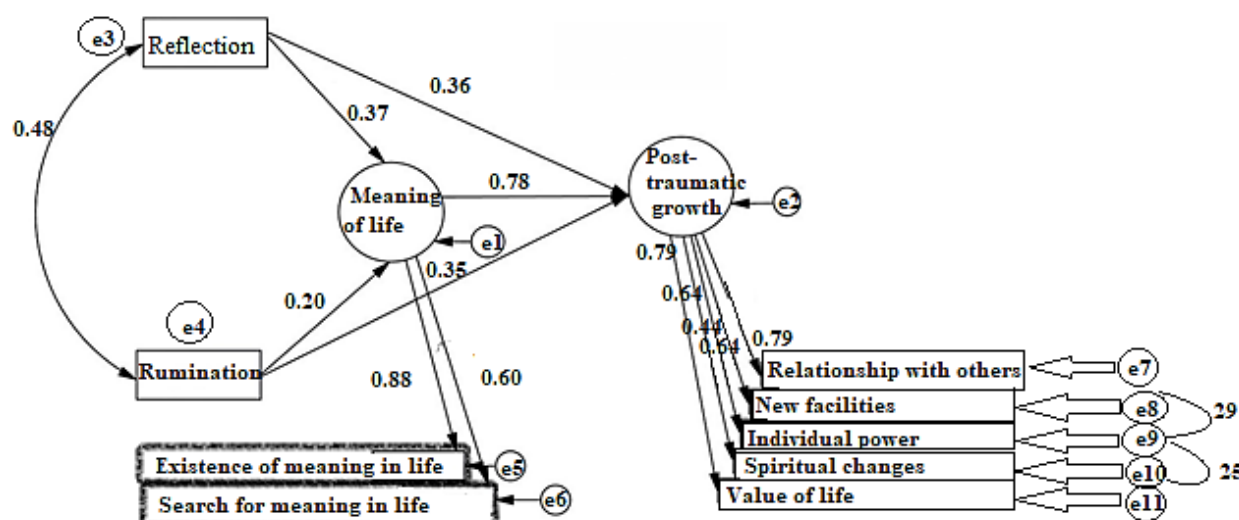 e3
Reflection
0.36
0.37
0.48
Post-
traumatic
growth
e2
Meaning
of life
0.78
e1
0.79
0.35
0.20
e4
0.64
0.44
0.64
0.79
Rumination
0.88
0.60
Relationship with others
e7
New facilities
e8
29
Individual power
e9
Existence of meaning in life
e5
Spiritual changes
e10
25
Search for meaning in life
e6
Value of life
e11